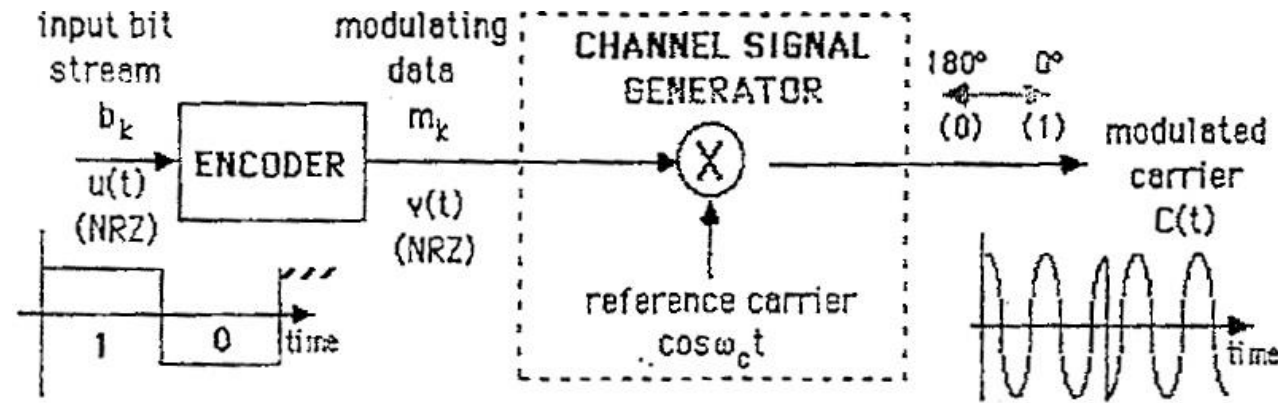 input bit
stream
b_k
u(t)
(NRZ)
1
0
time
ENCODER
modulating
data
m_k
v(t)
(NRZ)
CHANNEL SIGNAL
GENERATOR
X
reference carrier
cosω_c t
180° 0°
(0) (1)
modulated
carrier
C(t)
time